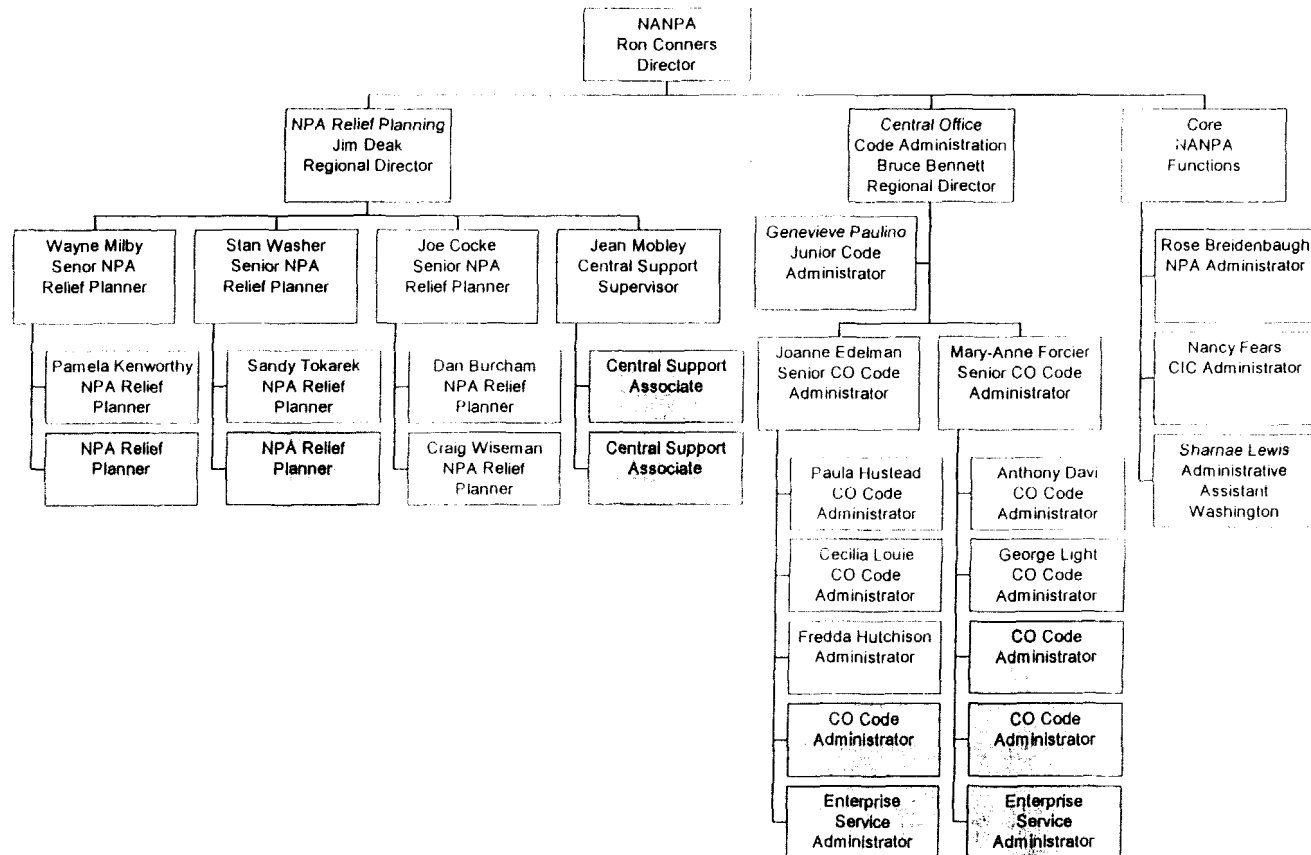 NANPA
Ron Conners
Director
NPA Relief Planning
Jim Deak
Regional Director
Central Office
Code Administration
Bruce Bennett
Regional Director
Core
NANPA
Functions
Wayne Milby
Senor NPA
Relief Planner
Stan Washer
Senior NPA
Relief Planner
Joe Cocke
Senior NPA
Relief Planner
Jean Mobley
Central Support
Supervisor
Genevieve Paulino
Junior Code
Administrator
Rose Breidenbaugh
NPA Administrator
Pamela Kenworthy
NPA Relief
Planner
Sandy Tokarek
NPA Relief
Planner
Dan Burcham
NPA Relief
Planner
Central Support
Associate
Joanne Edelman
Senior CO Code
Administrator
Mary-Anne Forcier
Senior CO Code
Administrator
Nancy Fears
CIC Administrator
NPA Relief
Planner
NPA Relief
Planner
Craig Wiseman
NPA Relief
Planner
Central Support
Associate
Paula Hustead
CO Code
Administrator
Anthony Davi
CO Code
Administrator
Sharnae Lewis
Administrative
Assistant
Washington
Cecilia Louie
CO Code
Administrator
George Light
CO Code
Administrator
Fredda Hutchison
Administrator
CO Code
Administrator
CO Code
Administrator
CO Code
Administrator
Enterprise
Service
Administrator
Enterprise
Service
Administrator